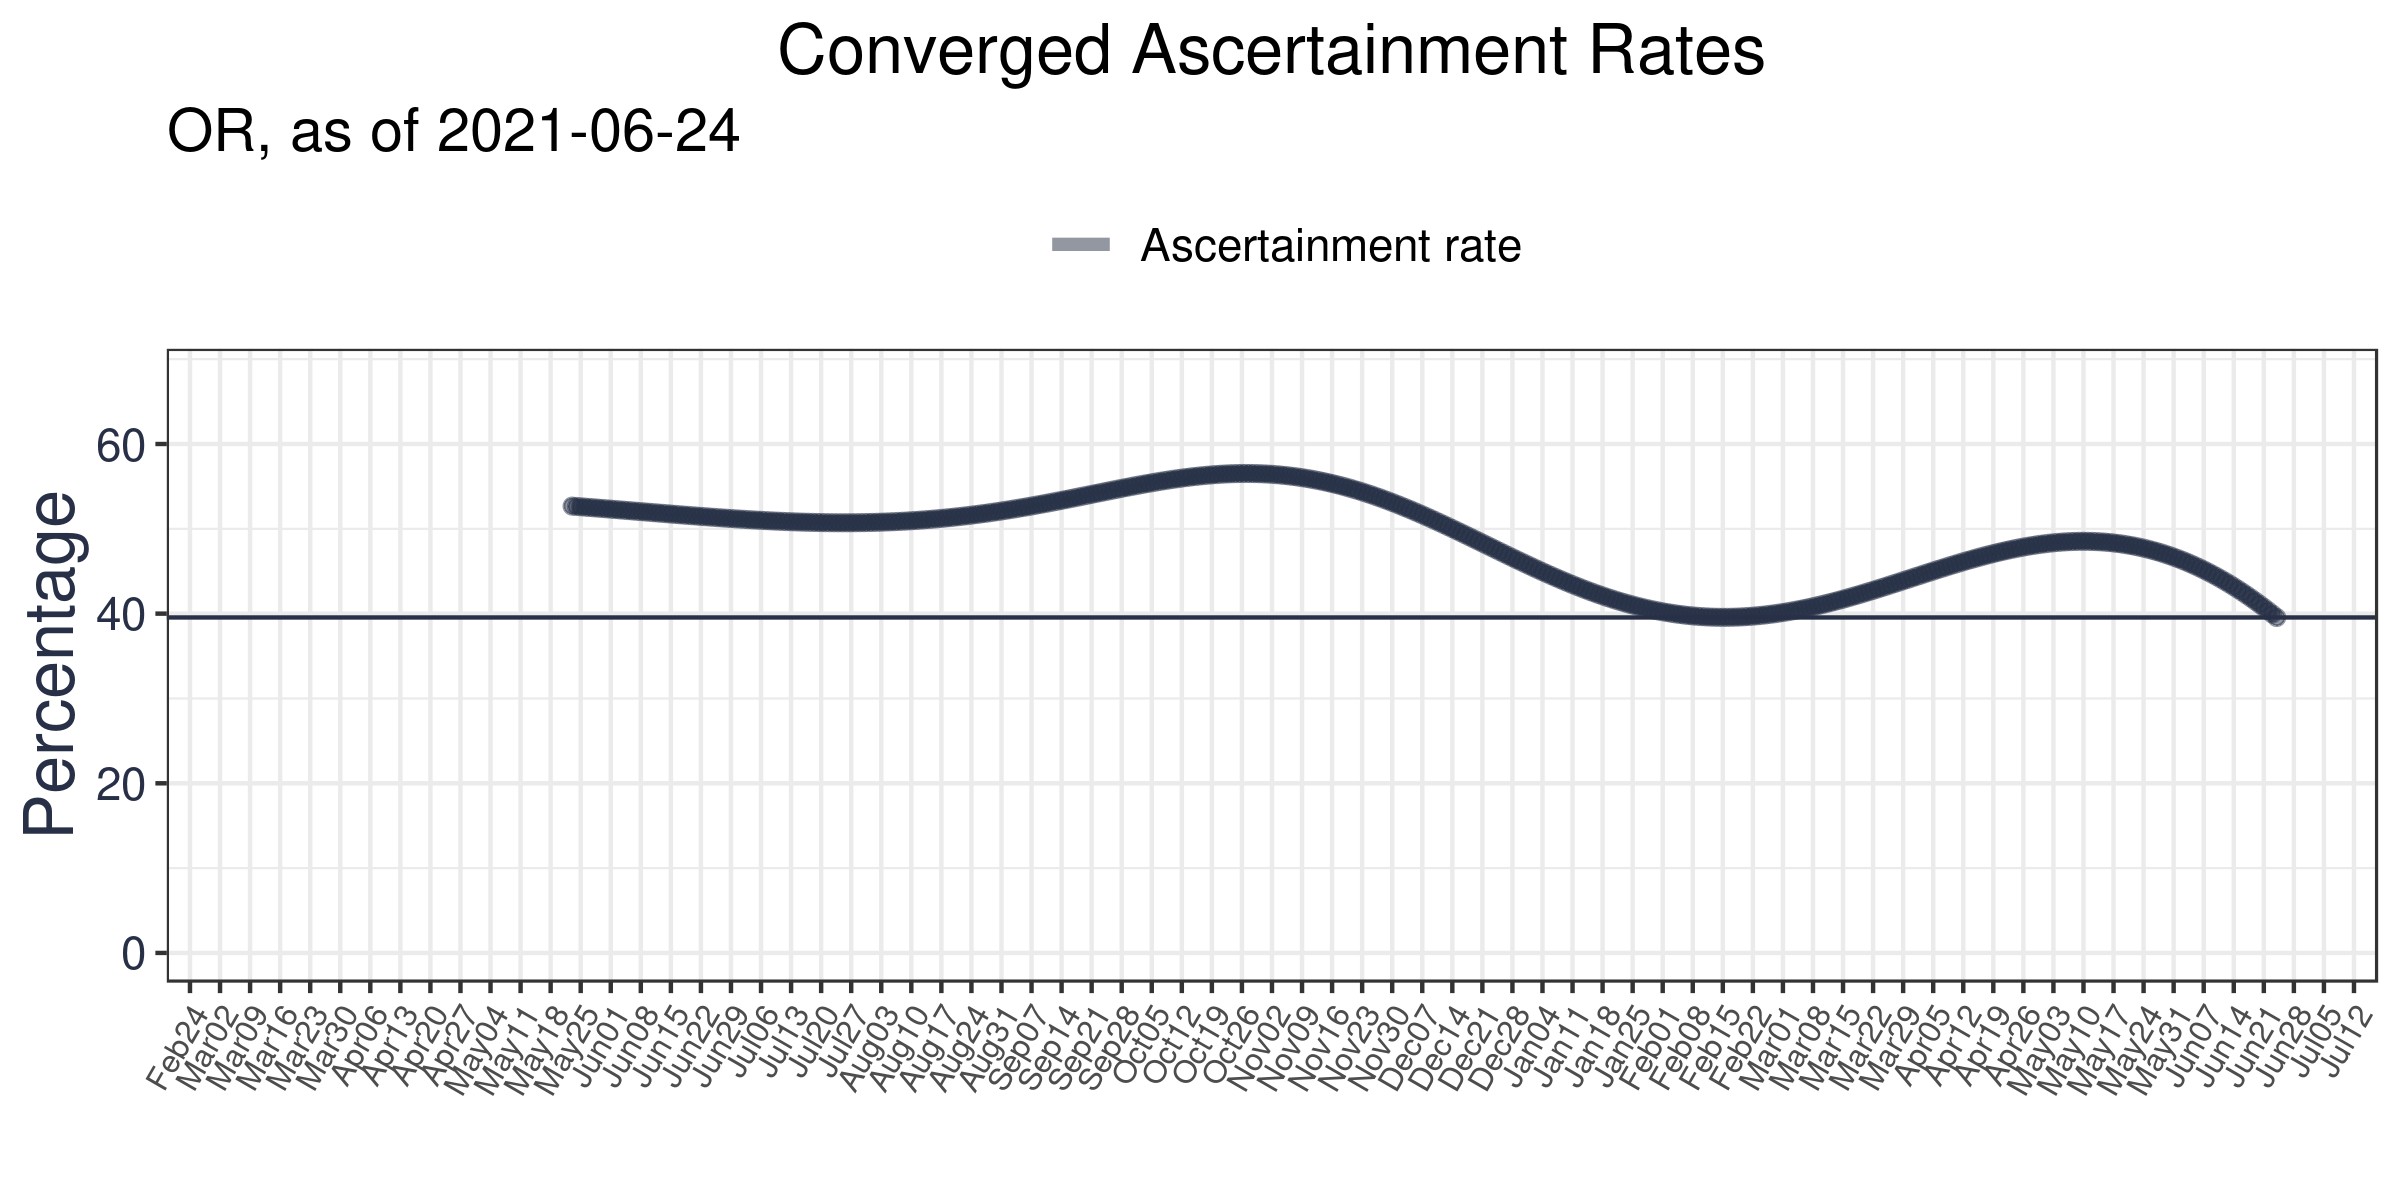 Converged Ascertainment Rates
OR, as of 2021-06-24
Ascertainment rate
Percentage
60
40
20
0
Feb24 Mar02 Mar09 Mar16 Mar23 Mar30 Apr06 Apr13 Apr20 Apr27 May04 May11 May18 May25 Jun01 Jun08 Jun15 Jun22 Jun29 Jul06 Jul13 Jul20 Jul27 Aug03 Aug10 Aug17 Aug24 Aug31 Sep07 Sep14 Sep21 Sep28 Oct05 Oct12 Oct19 Oct26 Nov02 Nov09 Nov16 Nov23 Nov30 Dec07 Dec14 Dec21 Dec28 Jan04 Jan11 Jan18 Jan25 Feb01 Feb08 Feb15 Feb22 Mar01 Mar08 Mar15 Mar22 Mar29 Apr05 Apr12 Apr19 Apr26 May03 May10 May17 May24 May31 Jun07 Jun14 Jun21 Jun28 Jul05 Jul12